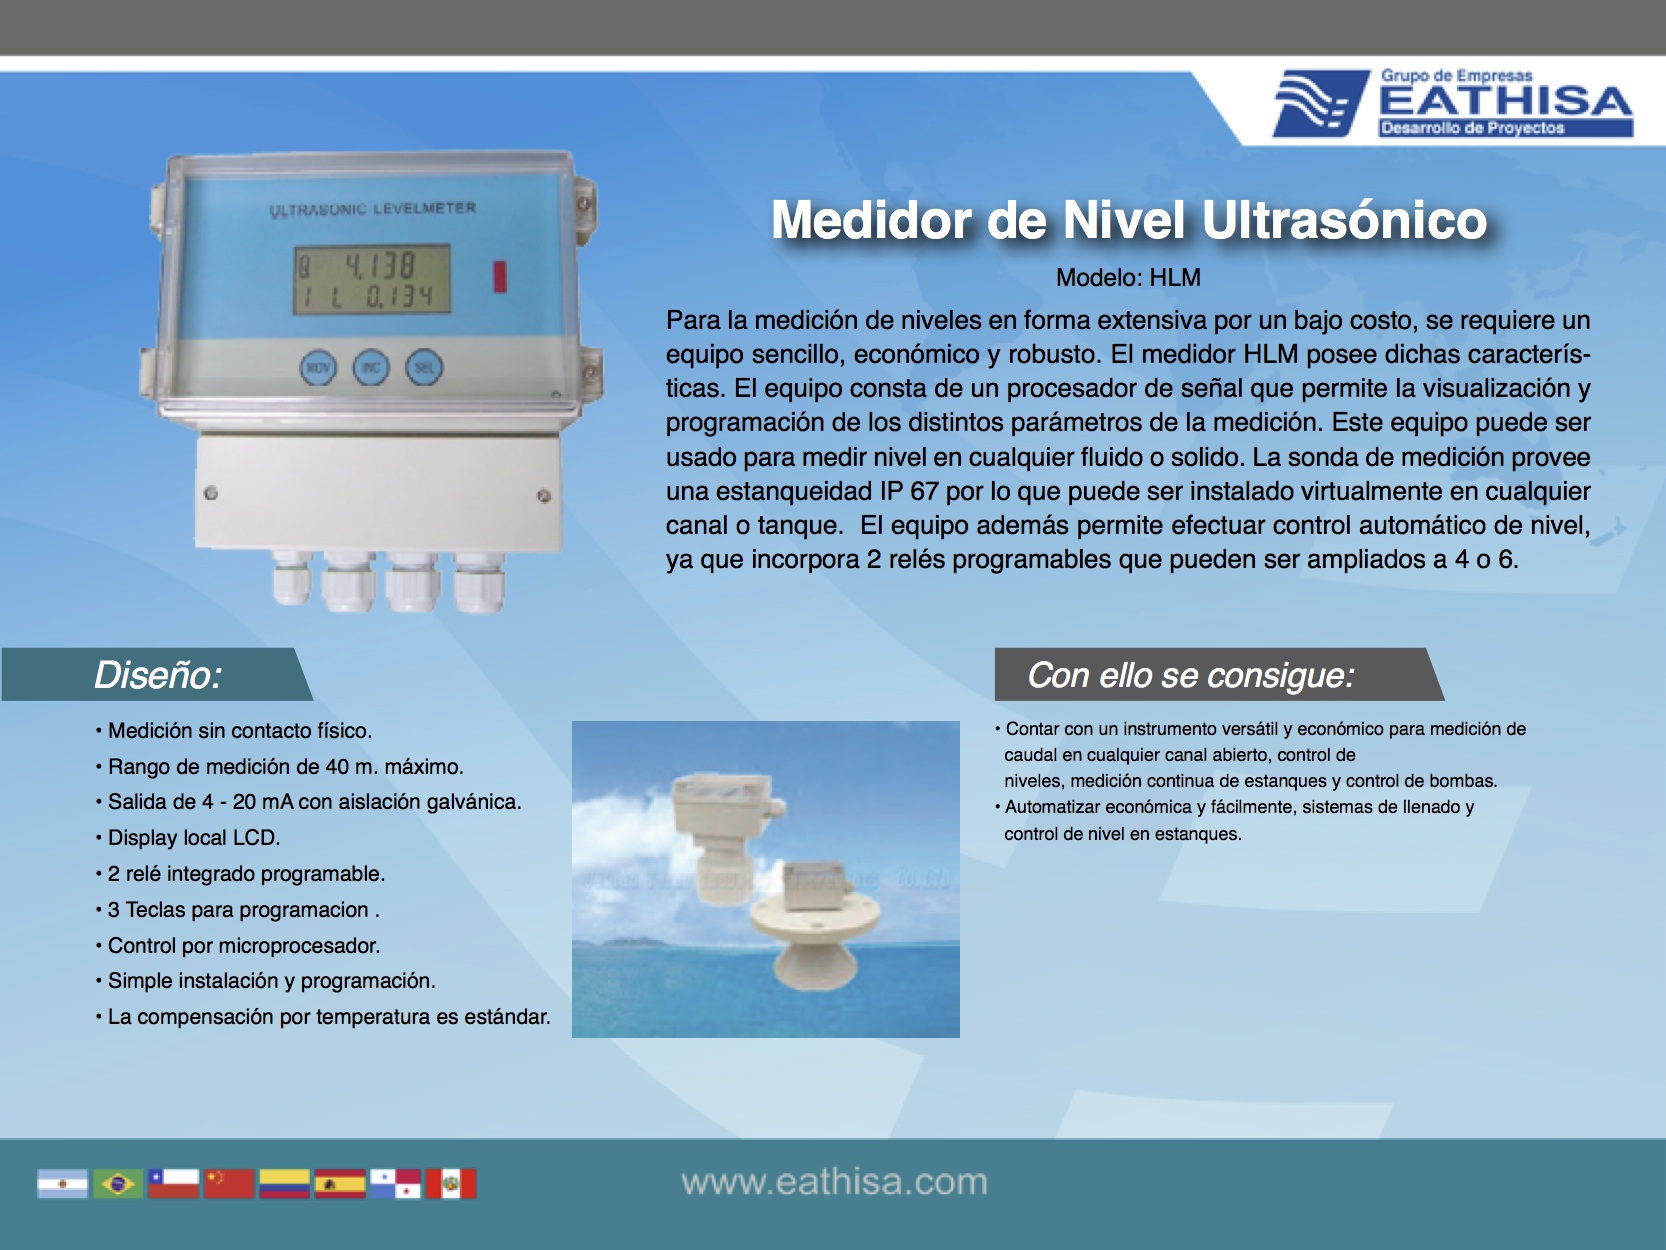 Grupo de Empresas
EATHISA
Desarrollo de Proyectos
ULTRASONIC LEVELMETER
Q 4,138
1 L 0,134
MOV INC SEL
Medidor de Nivel Ultrasónico
Modelo: HLM
Para la medición de niveles en forma extensiva por un bajo costo, se requiere un
equipo sencillo, económico y robusto. El medidor HLM posee dichas caracterís-
ticas. El equipo consta de un procesador de señal que permite la visualización y
programación de los distintos parámetros de la medición. Este equipo puede ser
usado para medir nivel en cualquier fluido o solido. La sonda de medición provee
una estanqueidad IP 67 por lo que puede ser instalado virtualmente en cualquier
canal o tanque.  El equipo además permite efectuar control automático de nivel,
ya que incorpora 2 relés programables que pueden ser ampliados a 4 o 6.
Diseño:
• Medición sin contacto físico.
• Rango de medición de 40 m. máximo.
• Salida de 4 - 20 mA con aislación galvánica.
• Display local LCD.
• 2 relé integrado programable.
• 3 Teclas para programacion .
• Control por microprocesador.
• Simple instalación y programación.
• La compensación por temperatura es estándar.
Con ello se consigue:
• Contar con un instrumento versátil y económico para medición de
caudal en cualquier canal abierto, control de
niveles, medición continua de estanques y control de bombas.
• Automatizar económica y fácilmente, sistemas de llenado y
control de nivel en estanques.
www.eathisa.com